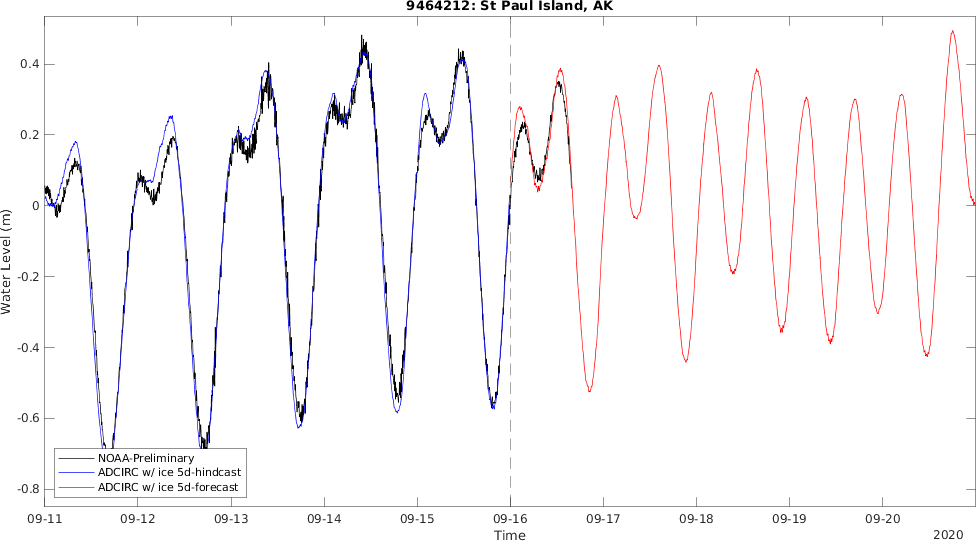 9464212: St Paul Island, AK
0.4
0.2
0
-0.2
-0.4
-0.6
-0.8
Water Level (m)
NOAA-Preliminary
ADCIRC w/ ice 5d-hindcast
ADCIRC w/ ice 5d-forecast
09-11 09-12 09-13 09-14 09-15 09-16 09-17 09-18 09-19 09-20
Time
2020